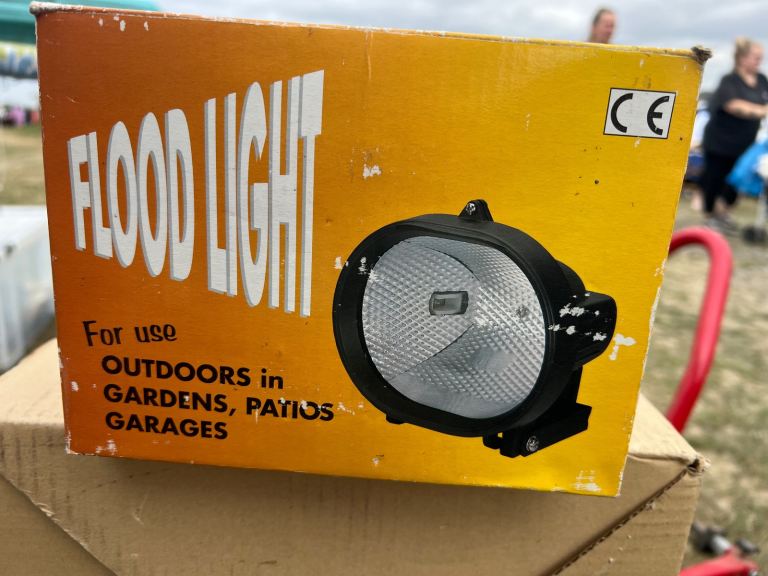 FLOOD LIGHT
CE
For use
OUTDOORS in
GARDENS, PATIOS
GARAGES